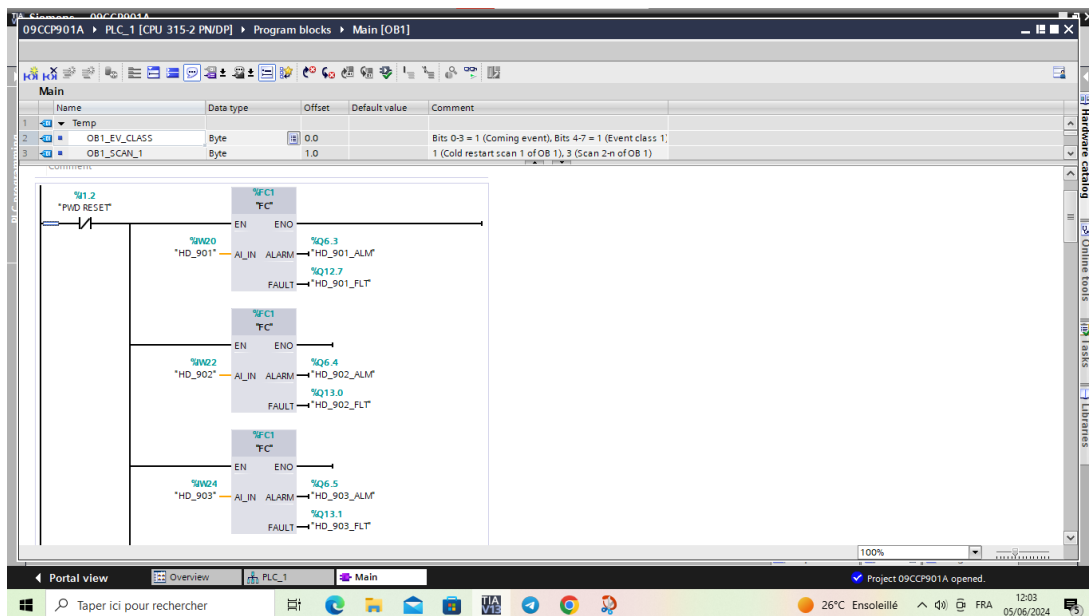 Siemens - 09CCP901A
09CCP901A ▸ PLC_1 [CPU 315-2 PN/DP] ▸ Program blocks ▸ Main [OB1]
Main
Name Data type Offset Default value Comment
1 Temp
2 OB1_EV_CLASS Byte 0.0 Bits 0-3 = 1 (Coming event), Bits 4-7 = 1 (Event class 1)
3 OB1_SCAN_1 Byte 1.0 1 (Cold restart scan 1 of OB 1), 3 (Scan 2-n of OB 1)
Comment
%I1.2
"PWD RESET"
%FC1
"FC"
EN ENO
%IW20
"HD_901" AI_IN ALARM
%Q6.3
"HD_901_ALM"
FAULT
%Q12.7
"HD_901_FLT"
%FC1
"FC"
EN ENO
%IW22
"HD_902" AI_IN ALARM
%Q6.4
"HD_902_ALM"
FAULT
%Q13.0
"HD_902_FLT"
%FC1
"FC"
EN ENO
%IW24
"HD_903" AI_IN ALARM
%Q6.5
"HD_903_ALM"
FAULT
%Q13.1
"HD_903_FLT"
100%
Hardware catalog
Online tools
Tasks
Libraries
Portal view Overview PLC_1 Main Project 09CCP901A opened.
Taper ici pour rechercher
TIA
V13
26°C Ensoleillé FRA 12:03
05/06/2024